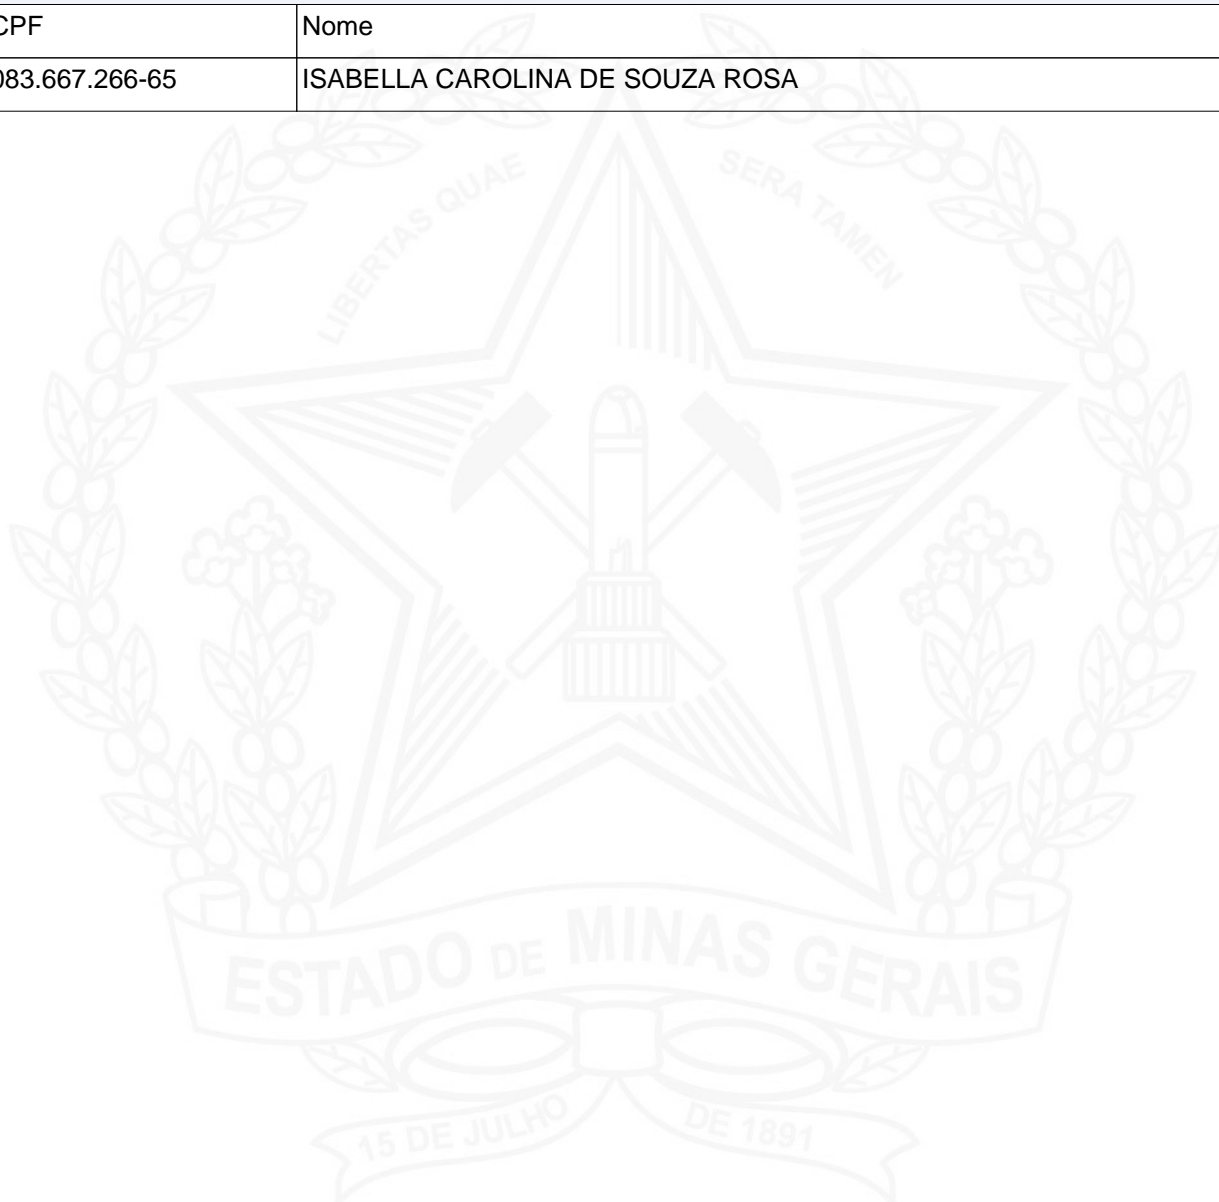 CPF Nome
083.667.266-65 ISABELLA CAROLINA DE SOUZA ROSA
LIBERTAS QUAE SERA TAMEN
ESTADO DE MINAS GERAIS
15 DE JULHO DE 1891